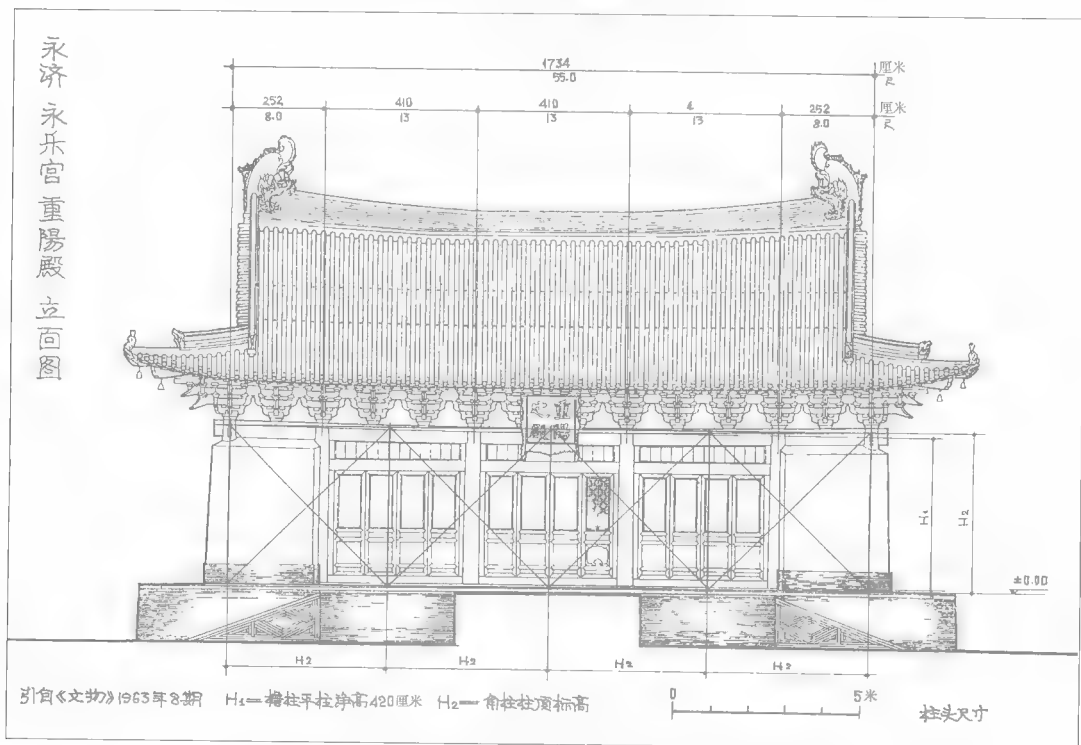 永济 永乐宫 重陽殿 立面图
1734 厘米
55.0 尺
252 410 410 4 252 厘米
8.0 13 13 13 8.0 尺
H1
H2
±0.00
H2 H2 H2 H2
引自《文物》1963年8期 H1=檐柱平柱净高420厘米 H2=角柱柱顶标高
0 5米
柱头尺寸